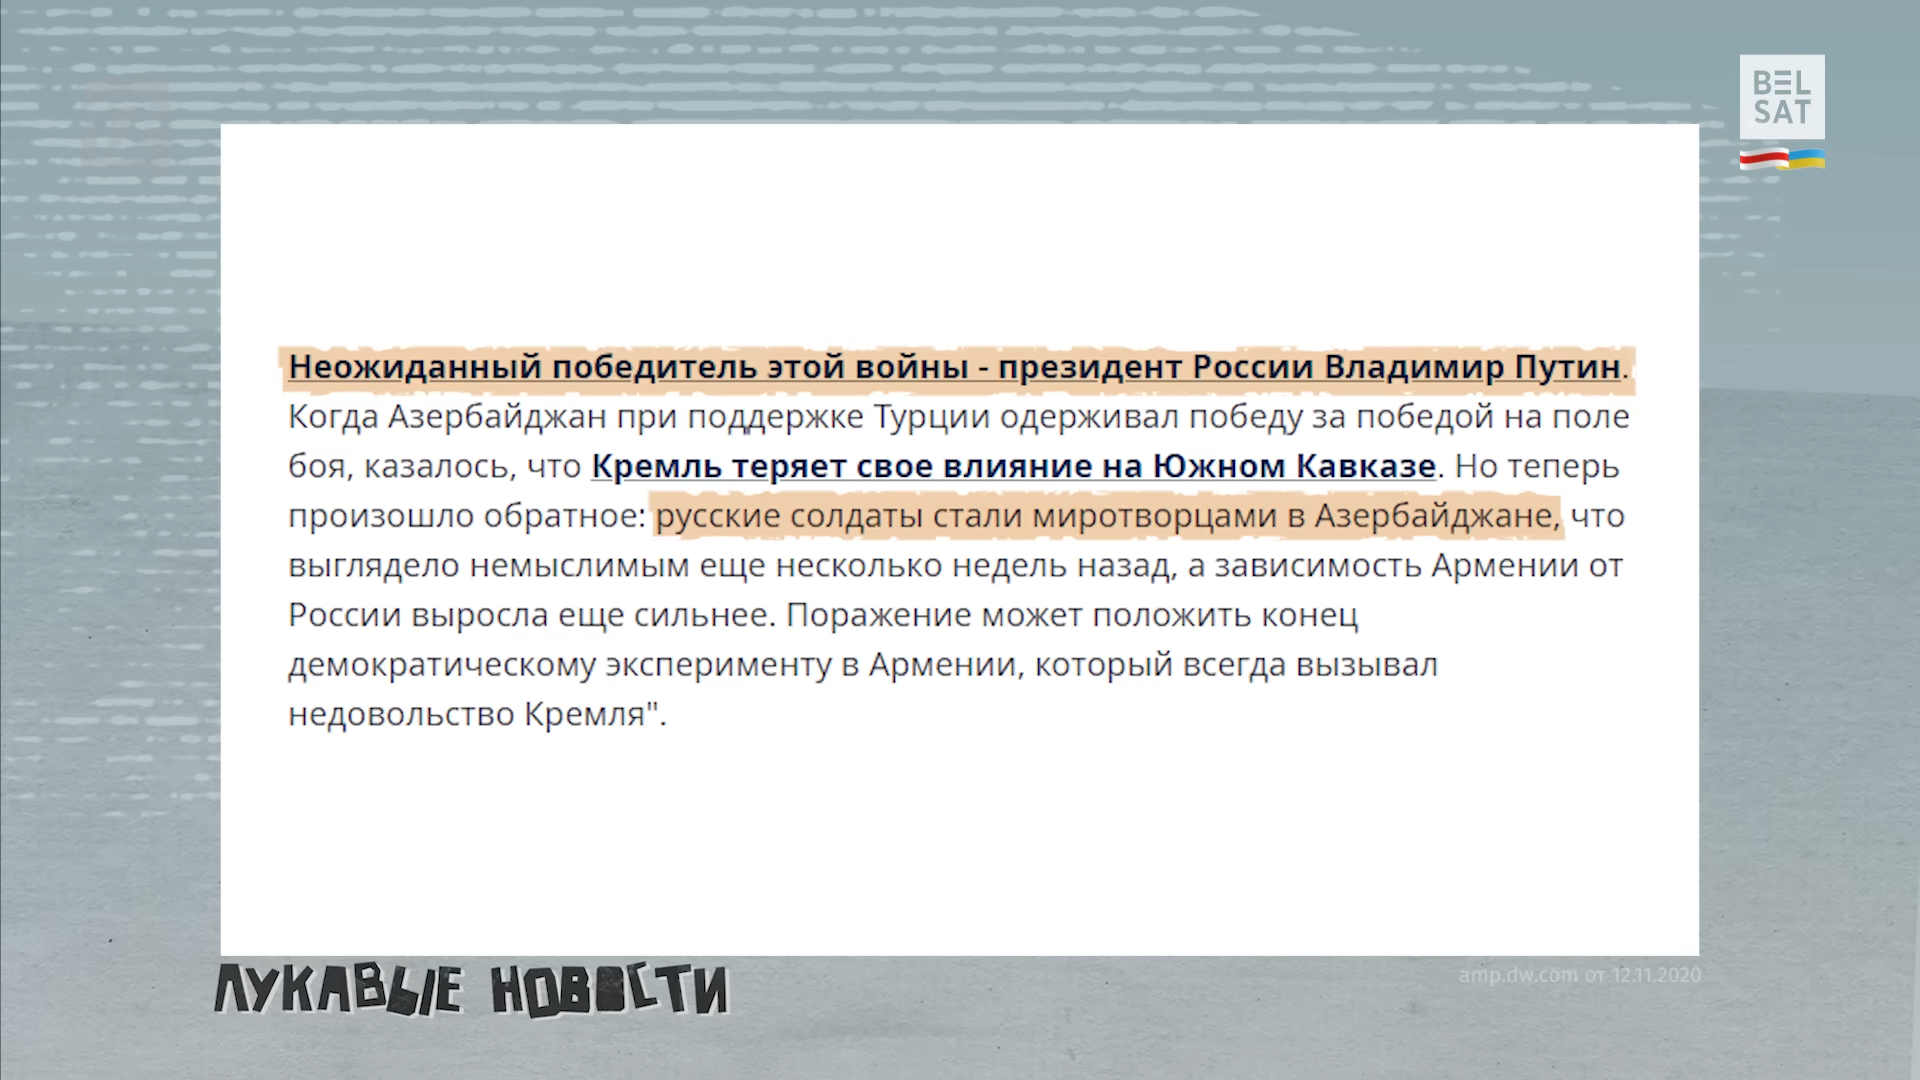 BEL
SAT
Неожиданный победитель этой войны - президент России Владимир Путин.
Когда Азербайджан при поддержке Турции одерживал победу за победой на поле
боя, казалось, что Кремль теряет свое влияние на Южном Кавказе. Но теперь
произошло обратное: русские солдаты стали миротворцами в Азербайджане, что
выглядело немыслимым еще несколько недель назад, а зависимость Армении от
России выросла еще сильнее. Поражение может положить конец
демократическому эксперименту в Армении, который всегда вызывал
недовольство Кремля".
ЛУКАВЫЕ НОВОСТИ
amp.dw.com от 12.11.2020